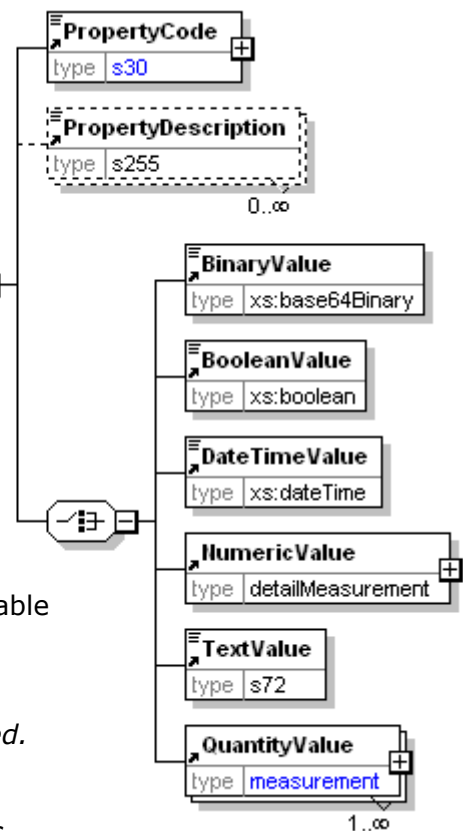 PropertyCode
type s30
PropertyDescription
type s255
0..∞
BinaryValue
type xs:base64Binary
BooleanValue
type xs:boolean
DateTimeValue
type xs:dateTime
NumericValue
type detailMeasurement
able
TextValue
type s72
d.
QuantityValue
type measurement
1..∞